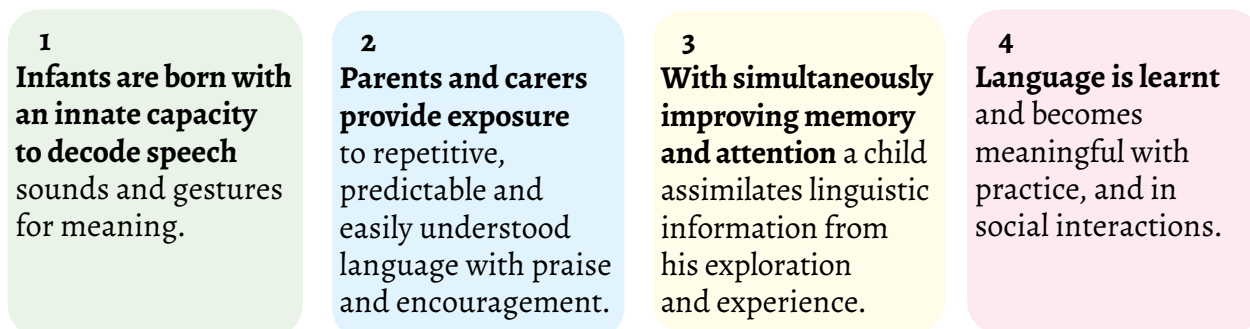 1
Infants are born with
an innate capacity
to decode speech
sounds and gestures
for meaning.
2
Parents and carers
provide exposure
to repetitive,
predictable and
easily understood
language with praise
and encouragement.
3
With simultaneously
improving memory
and attention a child
assimilates linguistic
information from
his exploration
and experience.
4
Language is learnt
and becomes
meaningful with
practice, and in
social interactions.